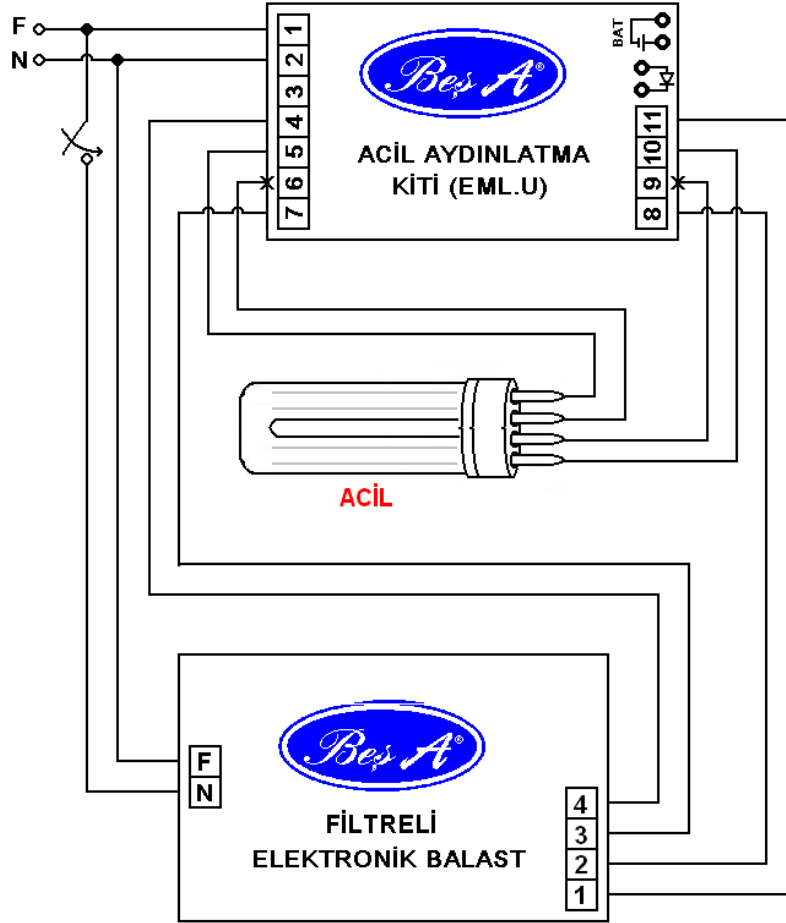 F
N
1
2
3
4
5
6
7
Beş A®
ACİL AYDINLATMA
KİTİ (EML.U)
BAT
11
10
9
8
ACİL
F
N
Beş A®
FİLTRELİ
ELEKTRONİK BALAST
4
3
2
1